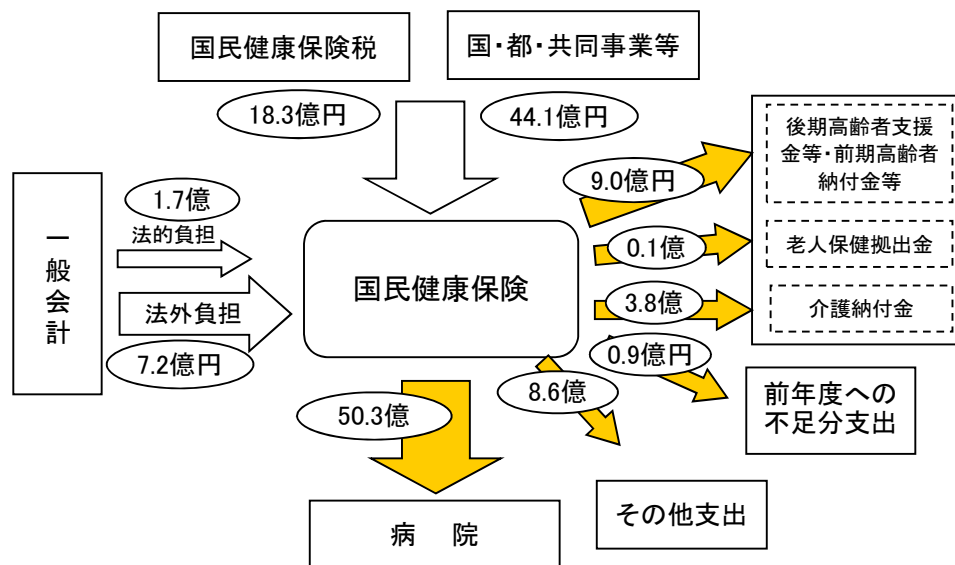 国民健康保険税
国・都・共同事業等
18.3億円
44.1億円
後期高齢者支援
金等・前期高齢者
納付金等
9.0億円
一般会計
1.7億
法的負担
0.1億
老人保健拠出金
国民健康保険
法外負担
3.8億
介護納付金
7.2億円
0.9億円
8.6億
50.3億
前年度への
不足分支出
その他支出
病 院